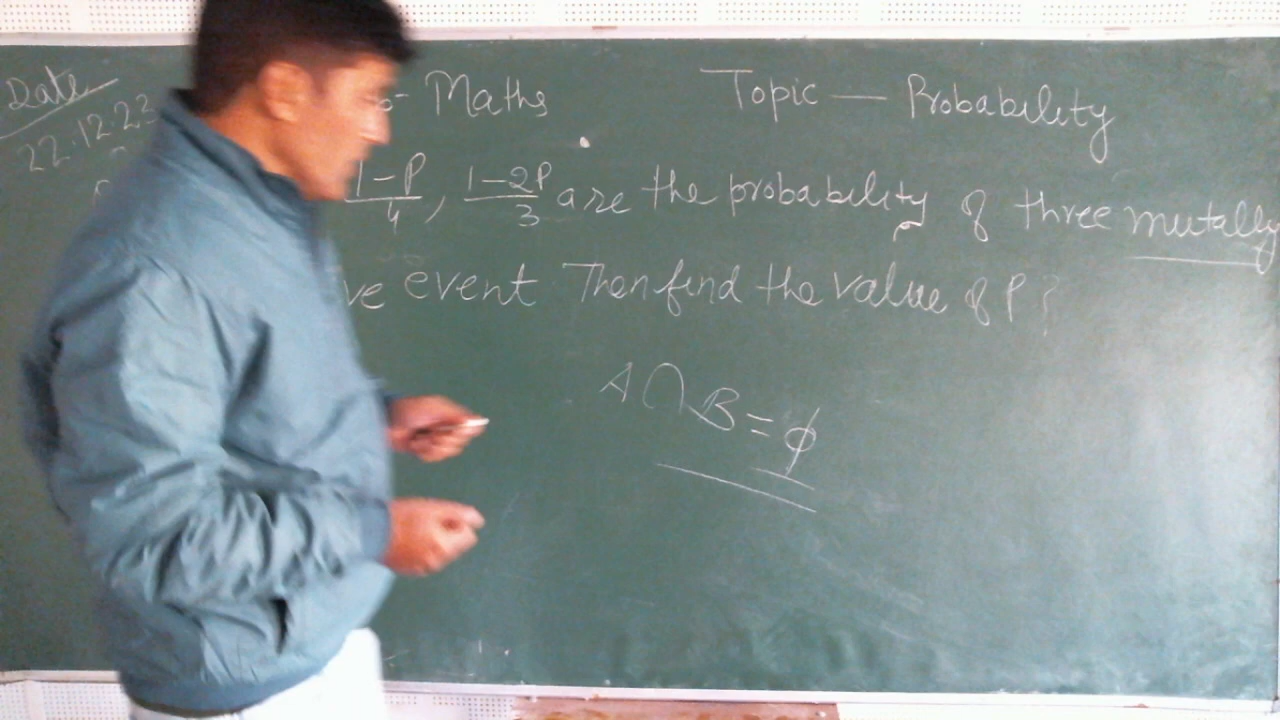 Date Maths Topic — Probability
22.12.23
1-P/4, 1-2P/3 are the probability of three mutally
ve event Then find the value of P?
A∩B=φ